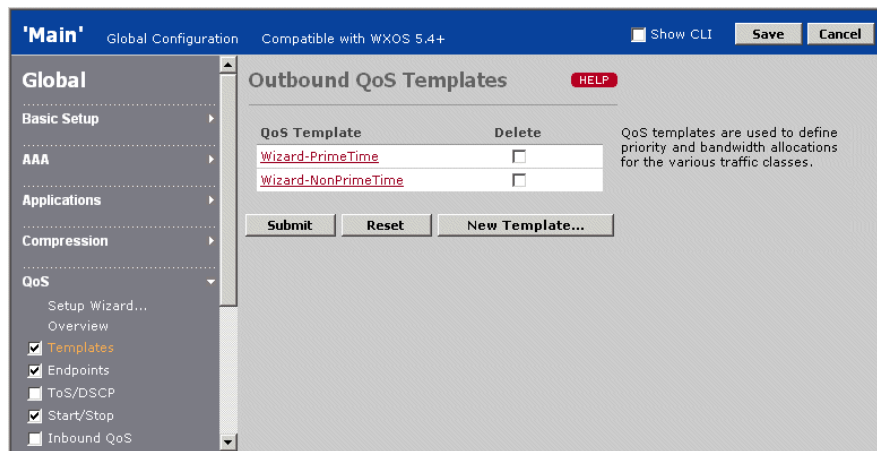 'Main' Global Configuration Compatible with WXOS 5.4+ Show CLI Save Cancel
Global
Basic Setup
AAA
Applications
Compression
QoS
Setup Wizard...
Overview
Templates
Endpoints
ToS/DSCP
Start/Stop
Inbound QoS
Outbound QoS Templates HELP
QoS Template Delete
Wizard-PrimeTime
Wizard-NonPrimeTime
Submit Reset New Template...
QoS templates are used to define
priority and bandwidth allocations
for the various traffic classes.